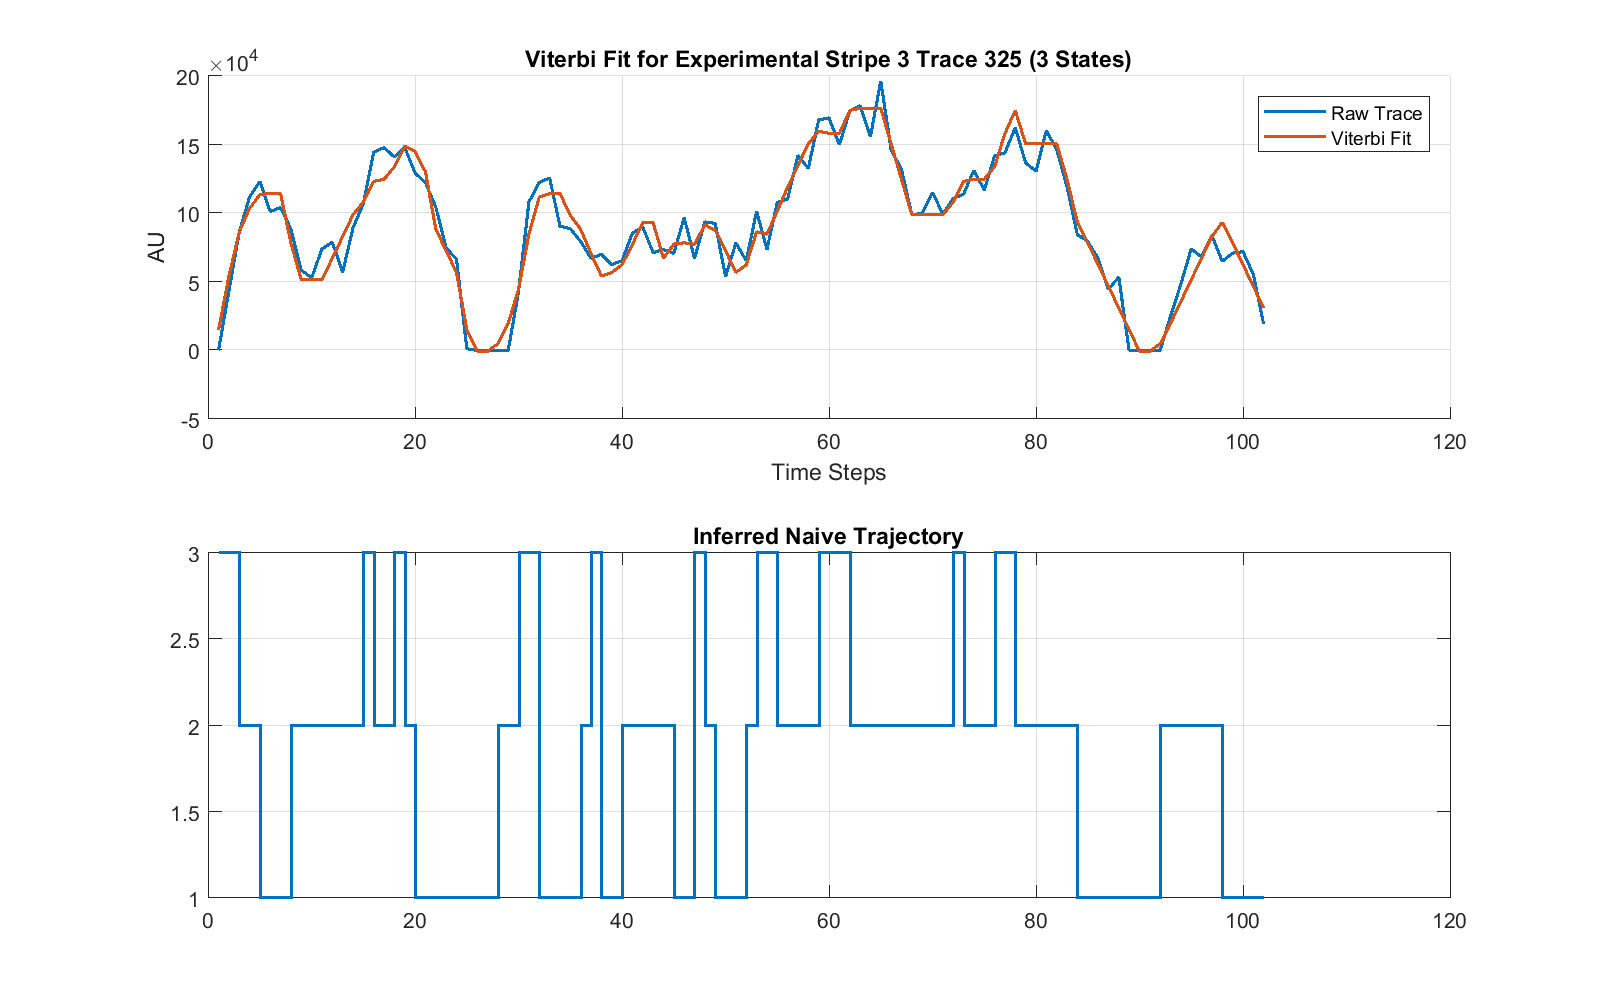 Viterbi Fit for Experimental Stripe 3 Trace 325 (3 States)
×10⁴
20
15
10
5
0
-5
AU
Raw Trace
Viterbi Fit
0 20 40 60 80 100 120
Time Steps
Inferred Naive Trajectory
3
2.5
2
1.5
1
0 20 40 60 80 100 120